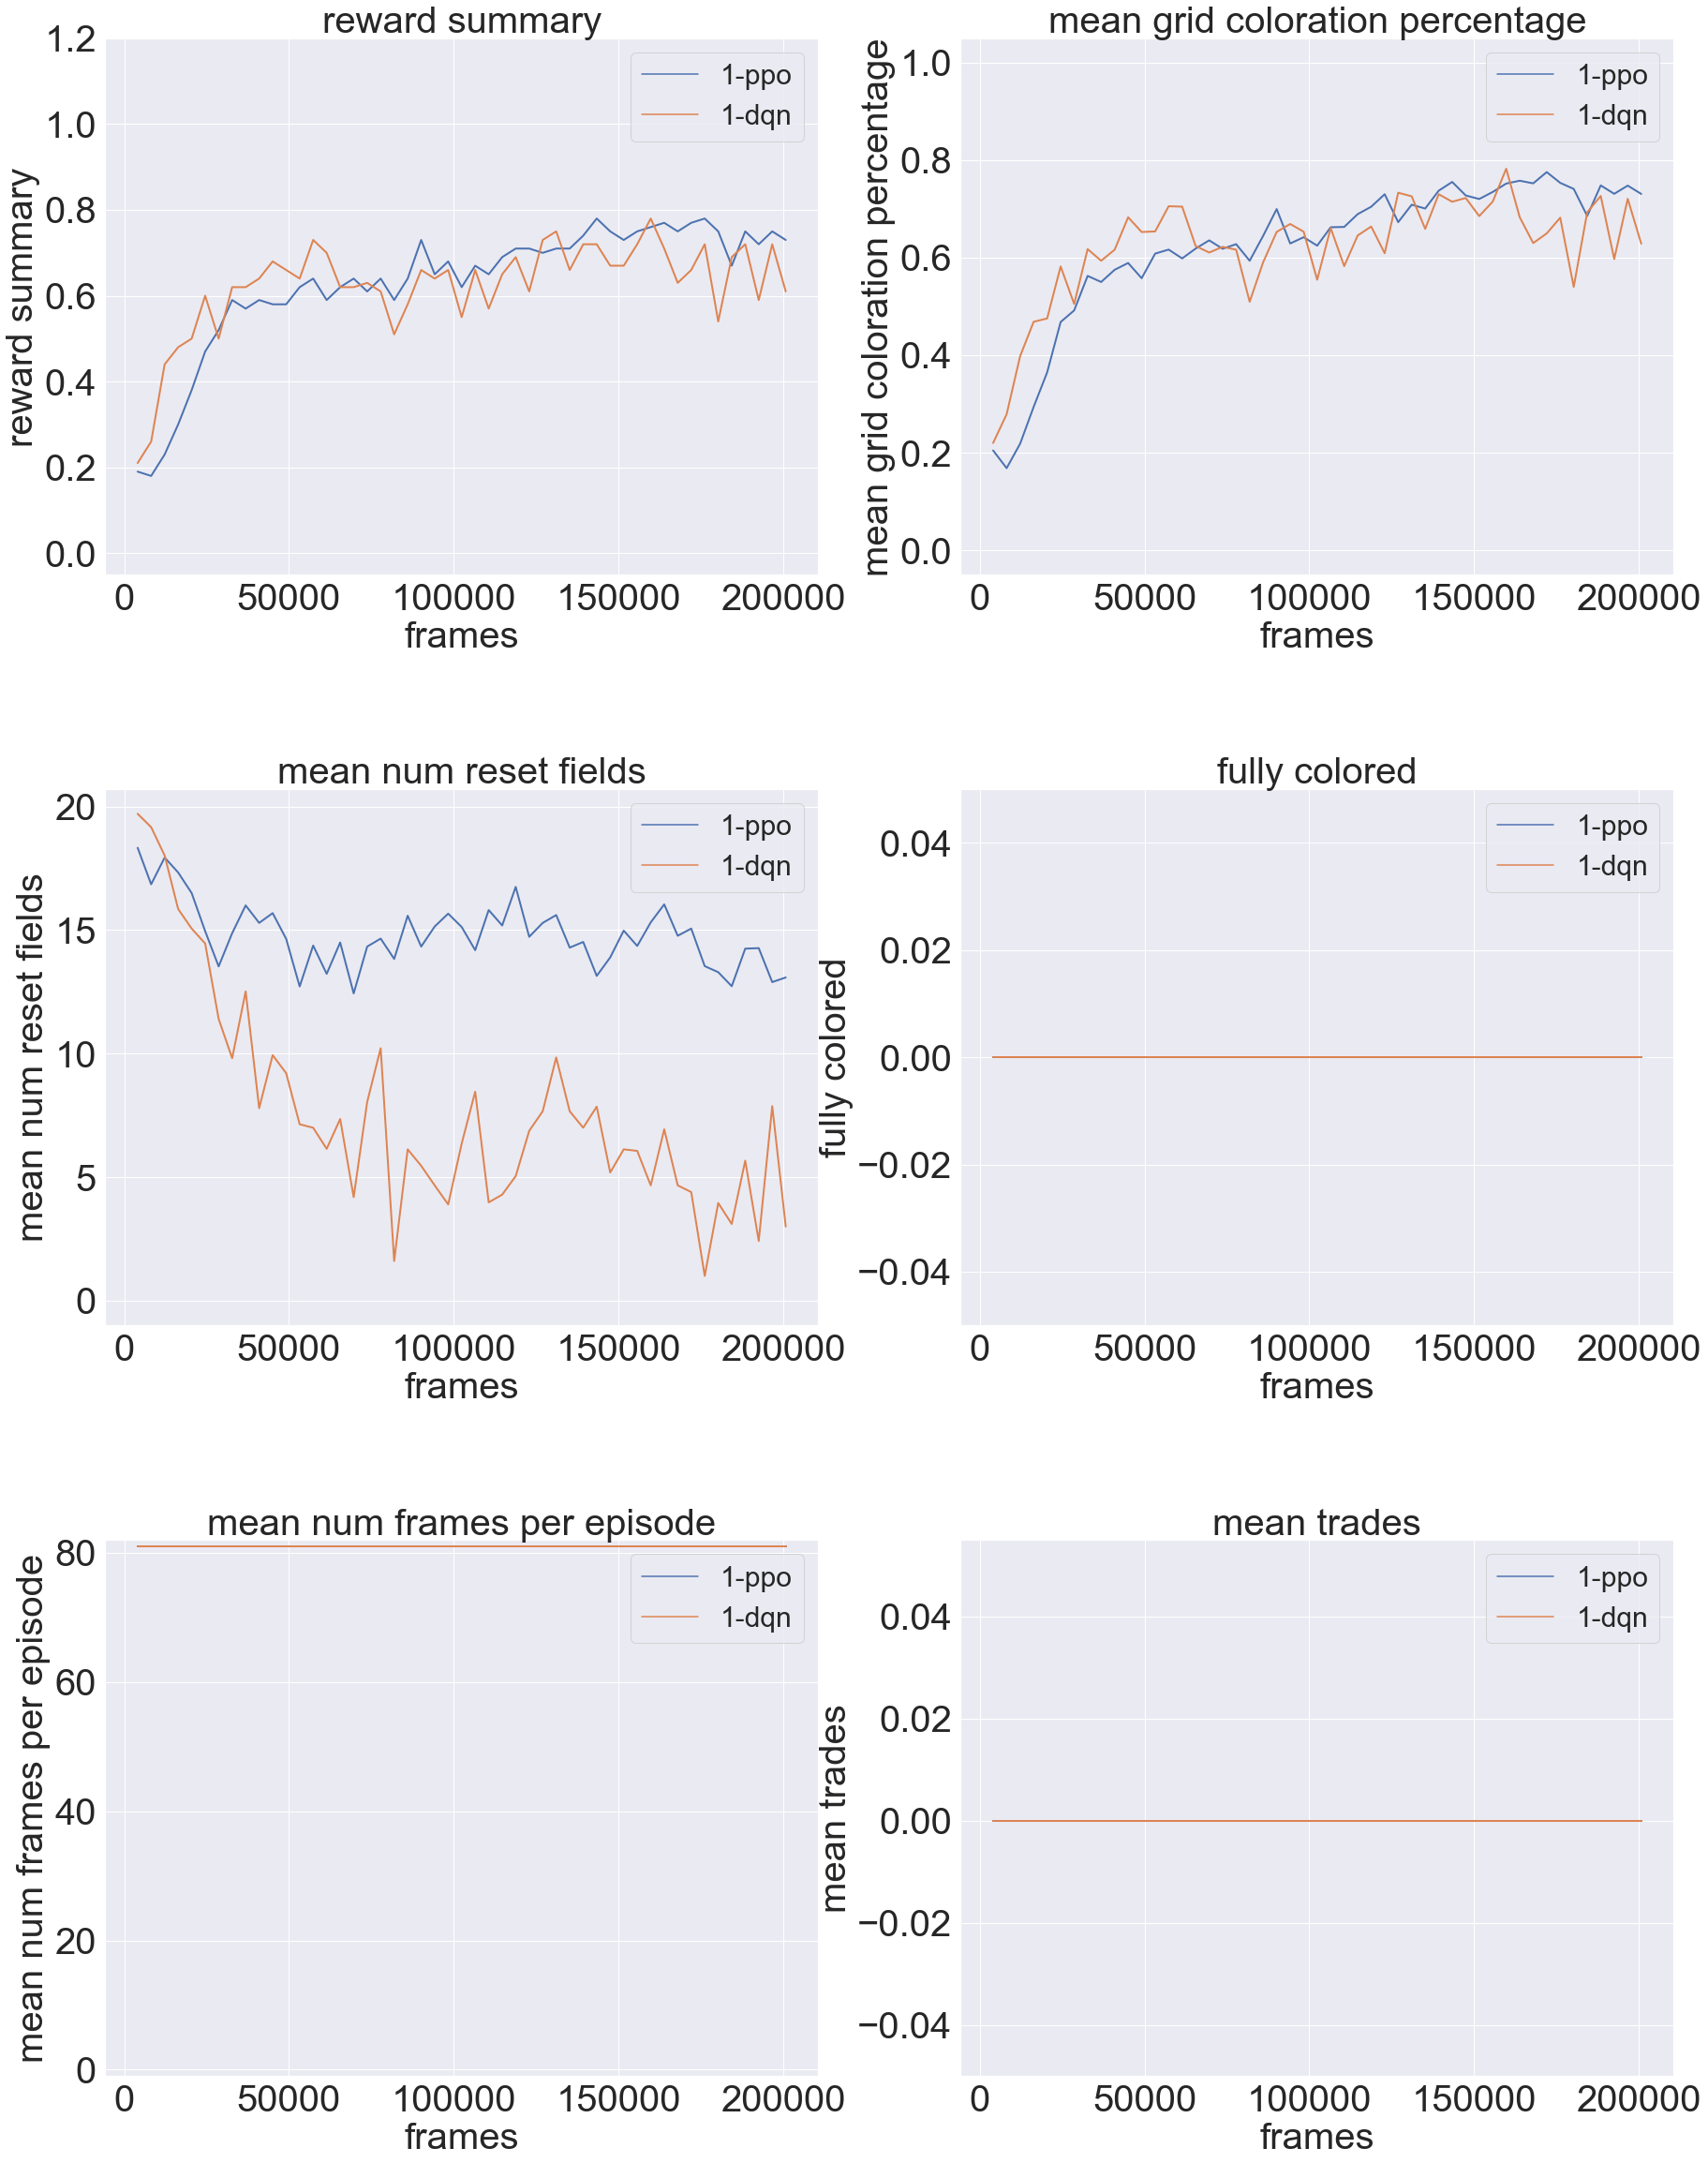 reward summary
reward summary
1.2
1.0
0.8
0.6
0.4
0.2
0.0
1-ppo
1-dqn
0 50000 100000 150000 200000
frames
mean grid coloration percentage
mean grid coloration percentage
1.0
0.8
0.6
0.4
0.2
0.0
1-ppo
1-dqn
0 50000 100000 150000 200000
frames
mean num reset fields
mean num reset fields
20
15
10
5
0
1-ppo
1-dqn
0 50000 100000 150000 200000
frames
fully colored
fully colored
0.04
0.02
0.00
−0.02
−0.04
1-ppo
1-dqn
0 50000 100000 150000 200000
frames
mean num frames per episode
mean num frames per episode
80
60
40
20
0
1-ppo
1-dqn
0 50000 100000 150000 200000
frames
mean trades
mean trades
0.04
0.02
0.00
−0.02
−0.04
1-ppo
1-dqn
0 50000 100000 150000 200000
frames